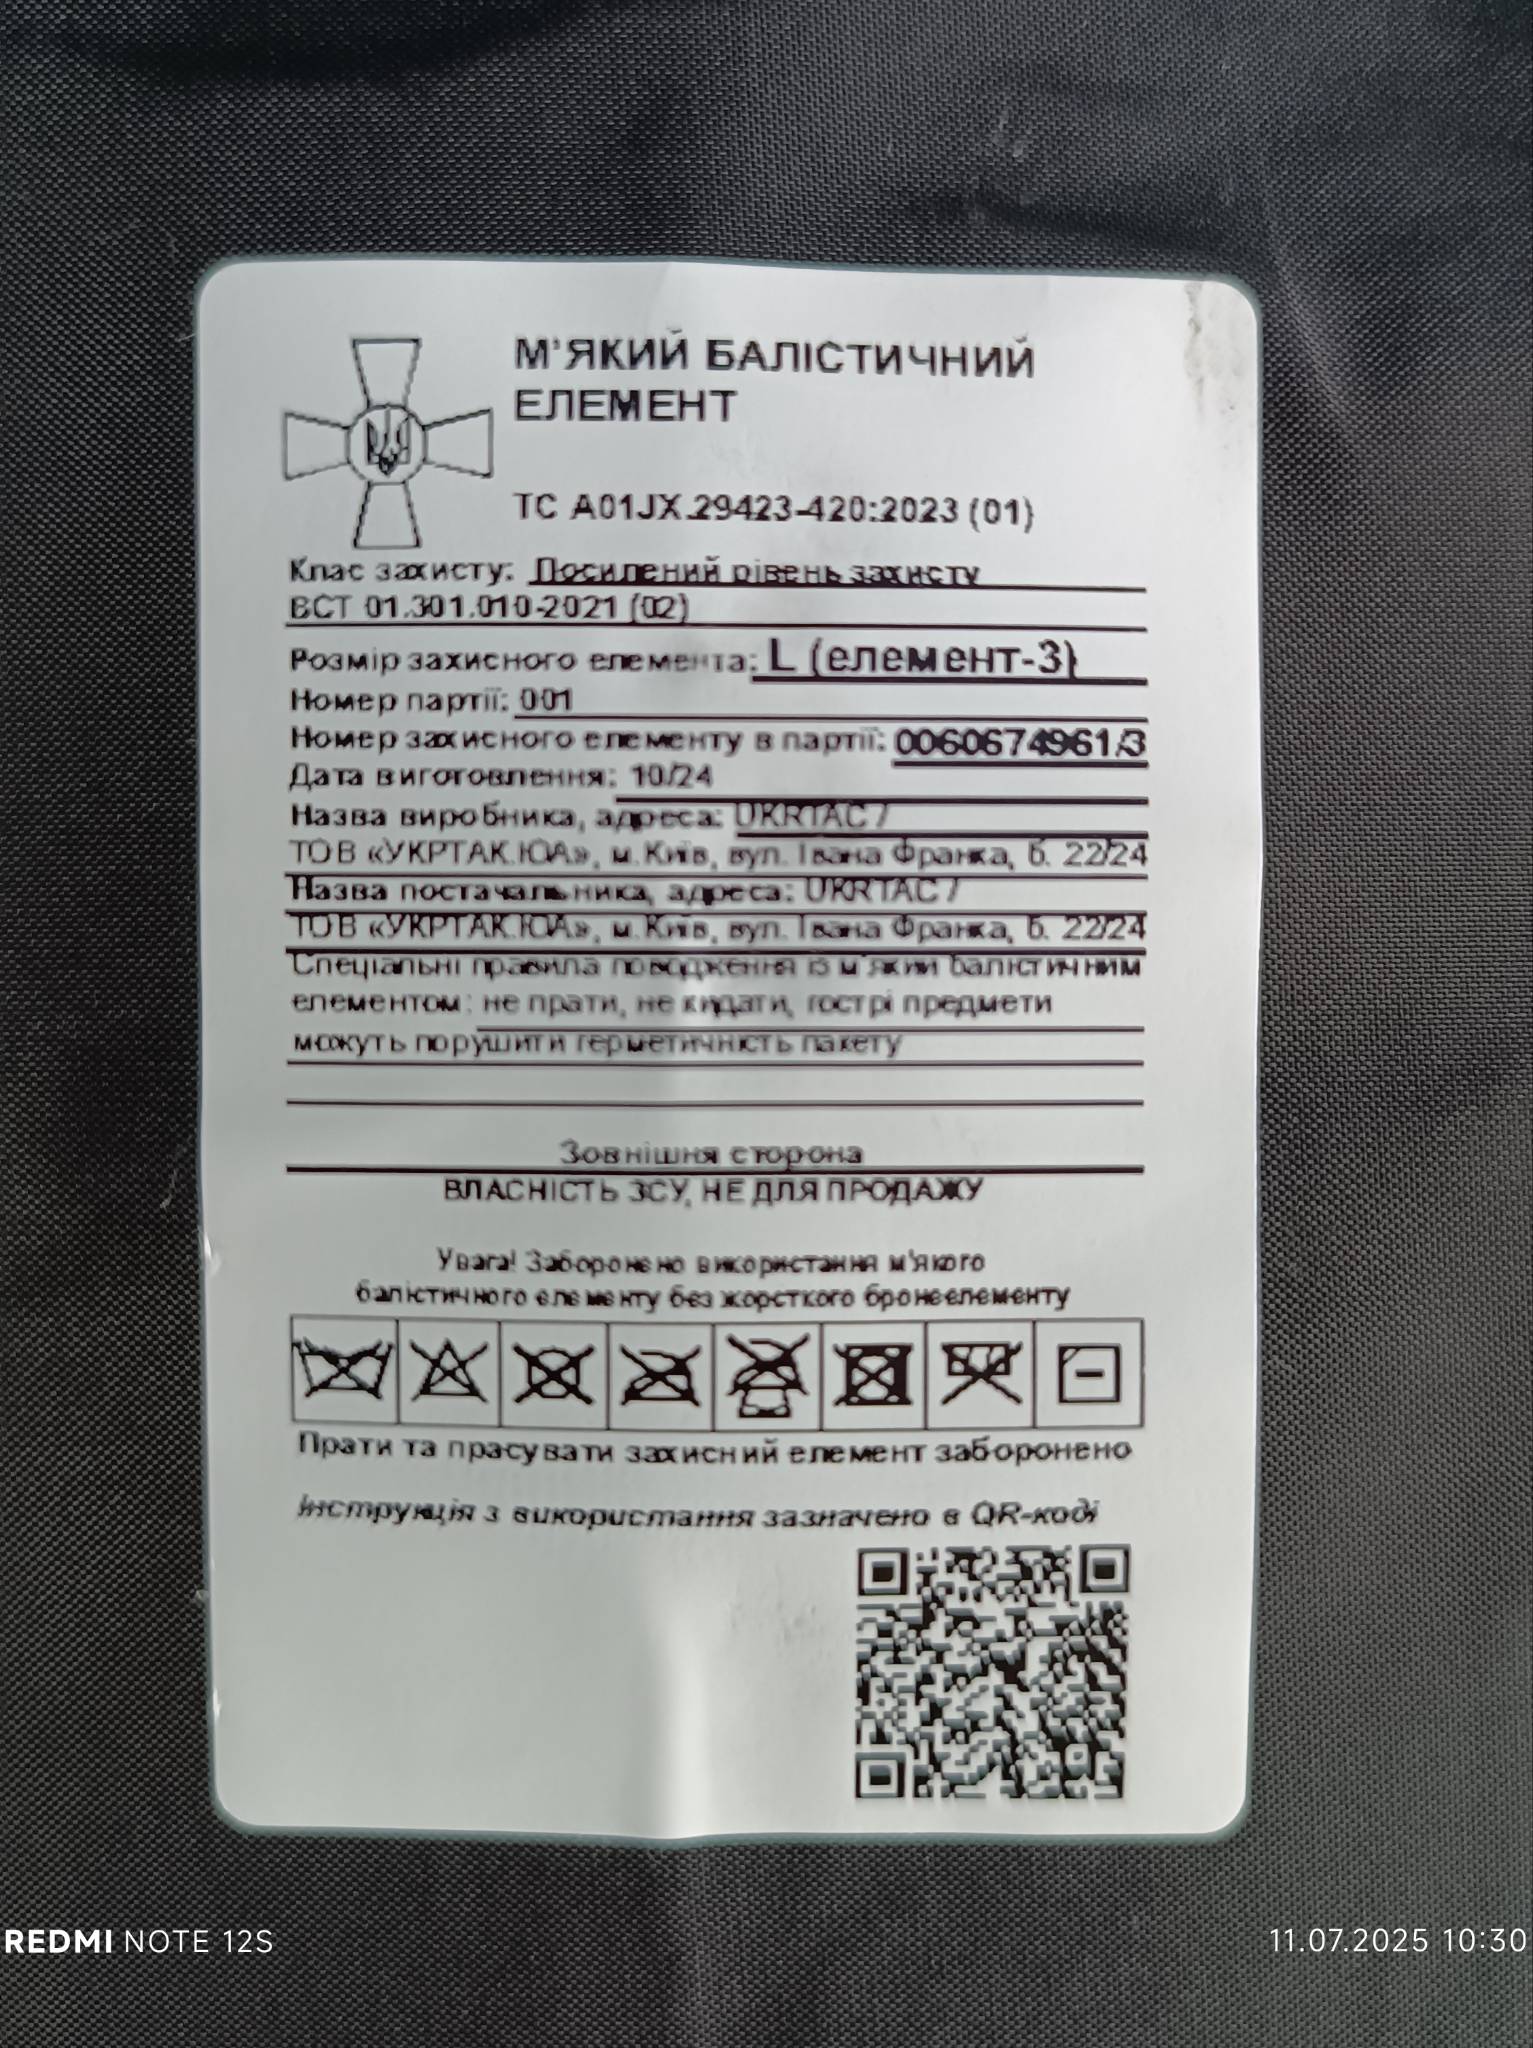 М'ЯКИЙ БАЛІСТИЧНИЙ
ЕЛЕМЕНТ
ТС А01JX.29423-420:2023 (01)
Клас захисту: Посилений рівень захисту
ВСТ 01.301.010-2021 (02)
Розмір захисного елемента: L (елемент-3)
Номер партії: 001
Номер захисного елементу в партії: 0060674961/3
Дата виготовлення: 10/24
Назва виробника, адреса: UKRTAC /
ТОВ «УКРТАК.ЮА», м.Київ, вул. Івана Франка, б. 22/24
Назва постачальника, адреса: UKRTAC /
ТОВ «УКРТАК.ЮА», м.Київ, вул. Івана Франка, б. 22/24
Спеціальні правила поводження із м'яким балістичним
елементом: не прати, не кидати, гострі предмети
можуть порушити герметичність пакету
Зовнішня сторона
ВЛАСНІСТЬ ЗСУ, НЕ ДЛЯ ПРОДАЖУ
Увага! Заборонено використання м'якого
балістичного елементу без жорсткого бронеелементу
Прати та прасувати захисний елемент заборонено
Інструкція з використання зазначено в QR-коді
REDMI NOTE 12S
11.07.2025 10:30